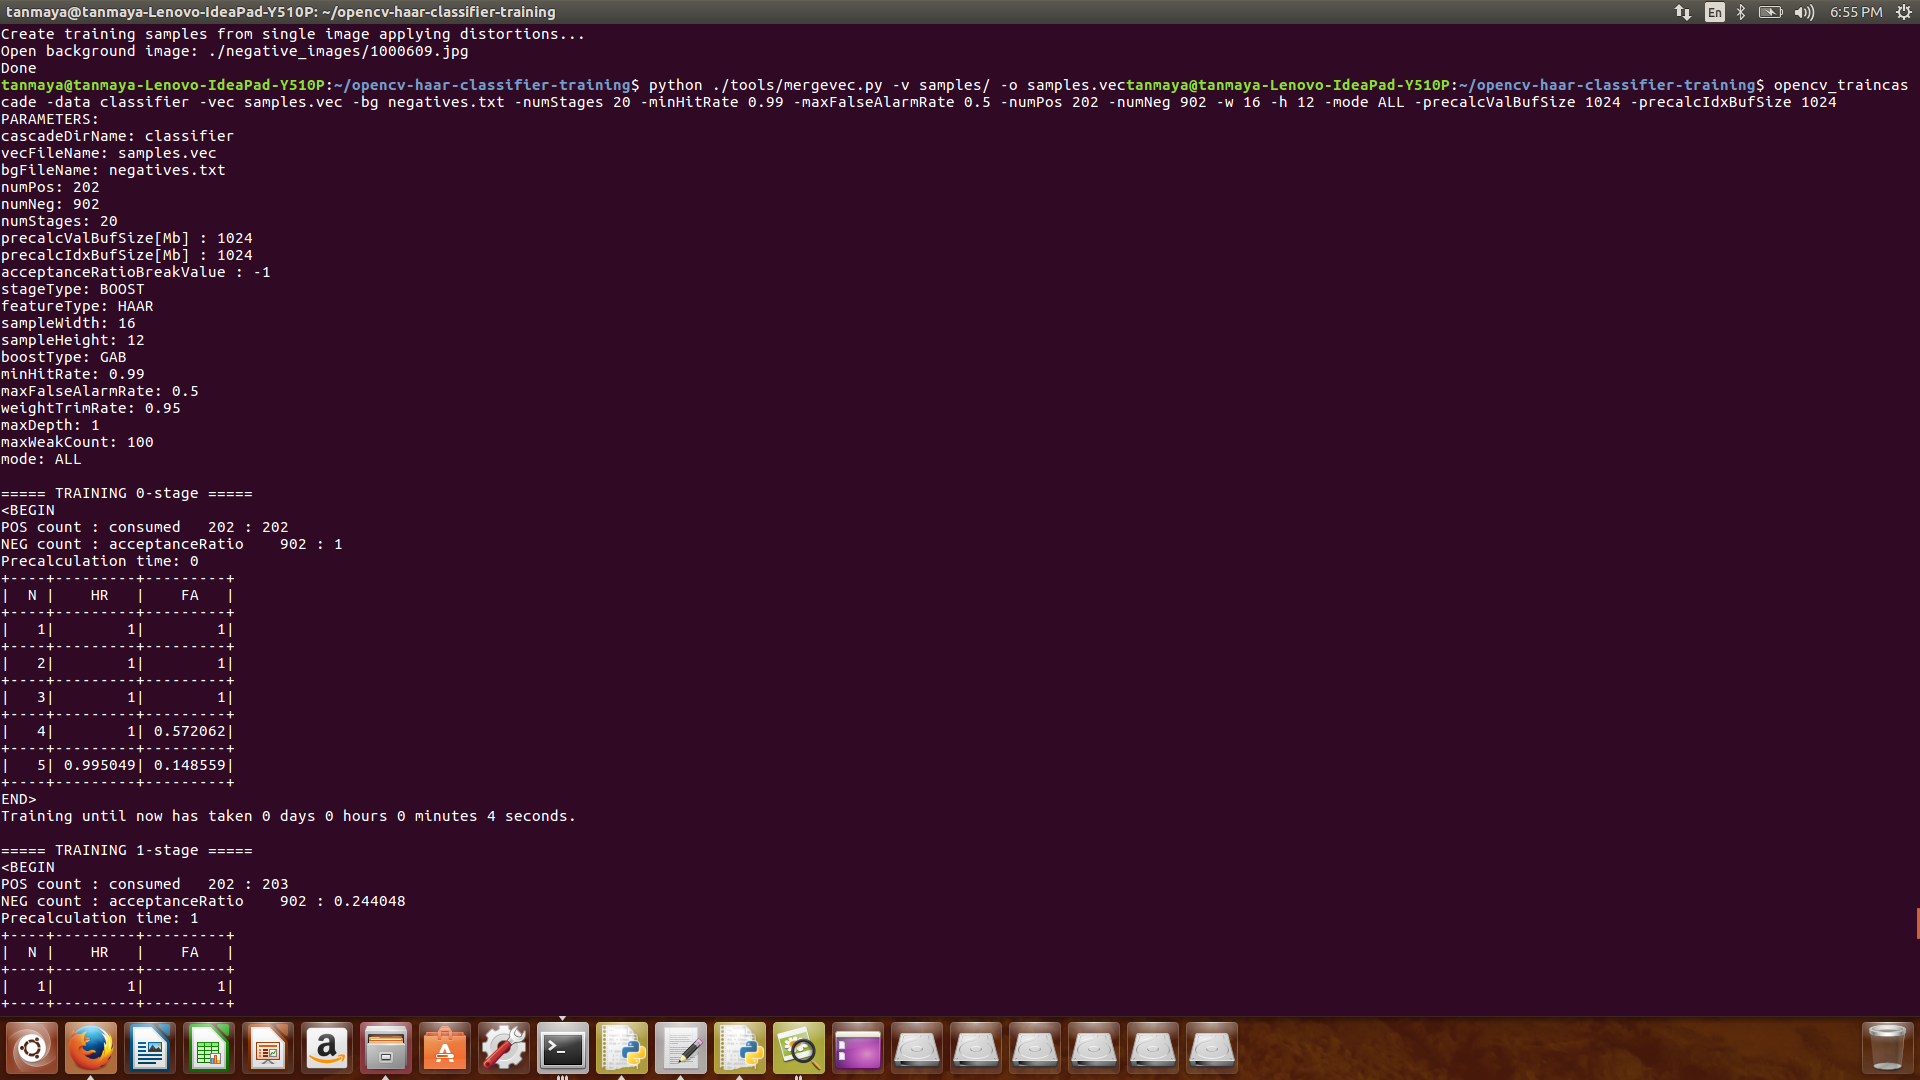 tanmaya@tanmaya-Lenovo-IdeaPad-Y510P: ~/opencv-haar-classifier-training
En
6:55 PM
Create training samples from single image applying distortions...
Open background image: ./negative_images/1000609.jpg
Done
tanmaya@tanmaya-Lenovo-IdeaPad-Y510P:~/opencv-haar-classifier-training$ python ./tools/mergevec.py -v samples/ -o samples.vectanmaya@tanmaya-Lenovo-IdeaPad-Y510P:~/opencv-haar-classifier-training$ opencv_traincas
cade -data classifier -vec samples.vec -bg negatives.txt -numStages 20 -minHitRate 0.99 -maxFalseAlarmRate 0.5 -numPos 202 -numNeg 902 -w 16 -h 12 -mode ALL -precalcValBufSize 1024 -precalcIdxBufSize 1024
PARAMETERS:
cascadeDirName: classifier
vecFileName: samples.vec
bgFileName: negatives.txt
numPos: 202
numNeg: 902
numStages: 20
precalcValBufSize[Mb] : 1024
precalcIdxBufSize[Mb] : 1024
acceptanceRatioBreakValue : -1
stageType: BOOST
featureType: HAAR
sampleWidth: 16
sampleHeight: 12
boostType: GAB
minHitRate: 0.99
maxFalseAlarmRate: 0.5
weightTrimRate: 0.95
maxDepth: 1
maxWeakCount: 100
mode: ALL
===== TRAINING 0-stage =====
<BEGIN
POS count : consumed   202 : 202
NEG count : acceptanceRatio    902 : 1
Precalculation time: 0
+----+---------+---------+
|  N |    HR   |    FA   |
+----+---------+---------+
|   1|        1|        1|
+----+---------+---------+
|   2|        1|        1|
+----+---------+---------+
|   3|        1|        1|
+----+---------+---------+
|   4|        1| 0.572062|
+----+---------+---------+
|   5| 0.995049| 0.148559|
+----+---------+---------+
END>
Training until now has taken 0 days 0 hours 0 minutes 4 seconds.
===== TRAINING 1-stage =====
<BEGIN
POS count : consumed   202 : 203
NEG count : acceptanceRatio    902 : 0.244048
Precalculation time: 1
+----+---------+---------+
|  N |    HR   |    FA   |
+----+---------+---------+
|   1|        1|        1|
+----+---------+---------+